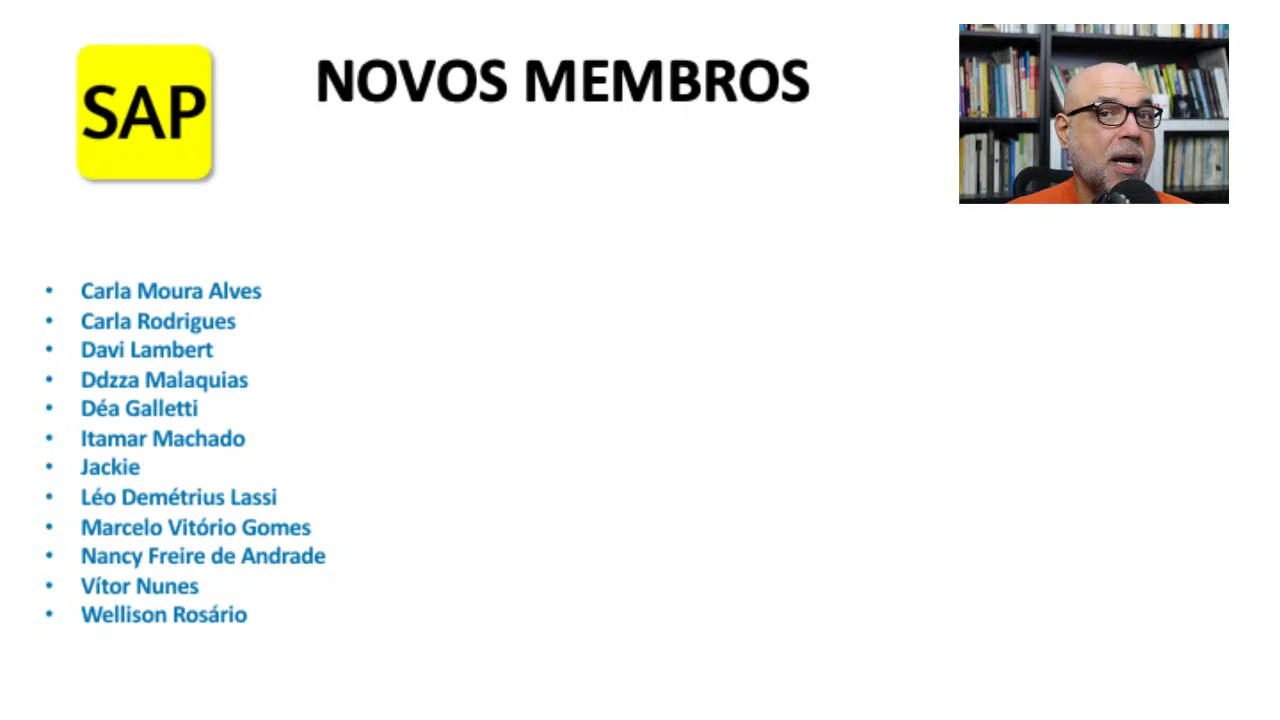 SAP
NOVOS MEMBROS
• Carla Moura Alves
• Carla Rodrigues
• Davi Lambert
• Ddzza Malaquias
• Déa Galletti
• Itamar Machado
• Jackie
• Léo Demétrius Lassi
• Marcelo Vitório Gomes
• Nancy Freire de Andrade
• Vítor Nunes
• Wellison Rosário